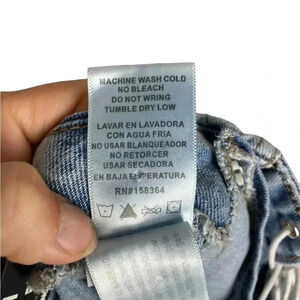 MACHINE WASH COLD
NO BLEACH
DO NOT WRING
TUMBLE DRY LOW
LAVAR EN LAVADORA
CON AGUA FRIA
NO USAR BLANQUEADOR
NO RETORCER
USAR SECADORA
EN BAJA TEMPERATURA
RN#158364